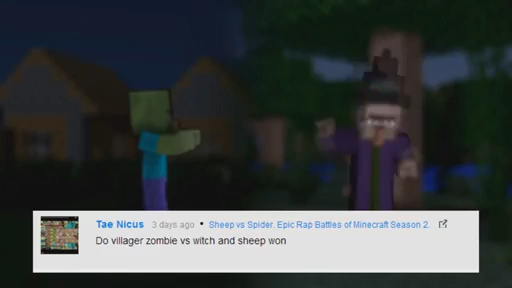 Tae Nicus 3 days ago • Sheep vs Spider. Epic Rap Battles of Minecraft Season 2.
Do villager zombie vs witch and sheep won